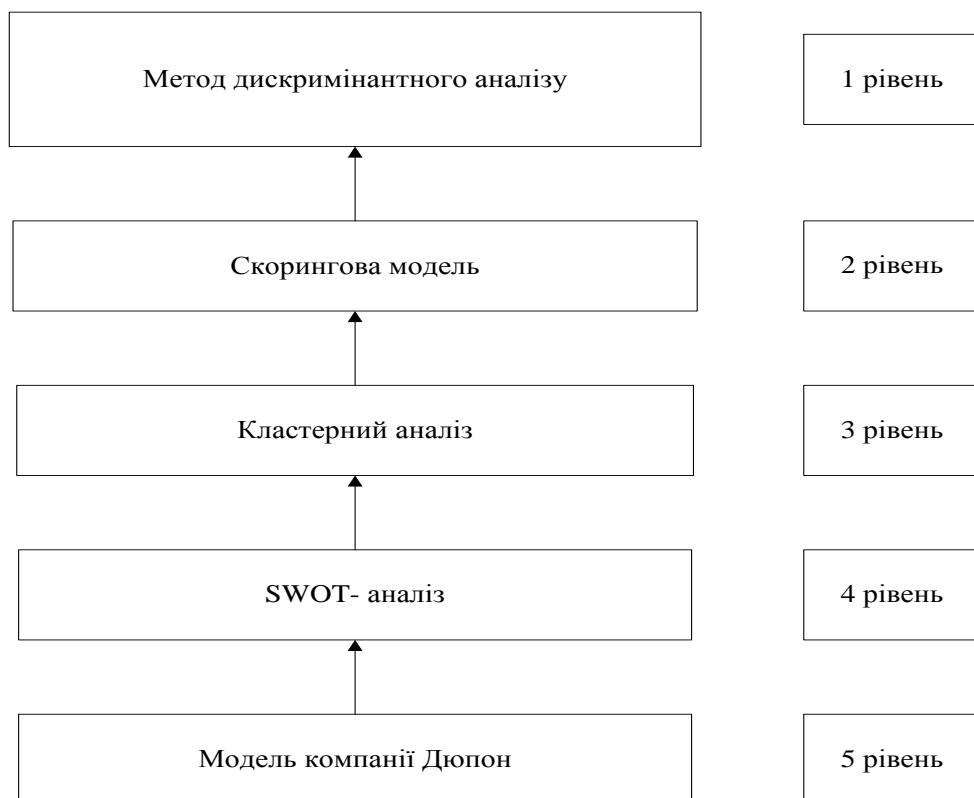 Метод дискримінантного аналізу
1 рівень
Скорингова модель
2 рівень
Кластерний аналіз
3 рівень
SWOT- аналіз
4 рівень
Модель компанії Дюпон
5 рівень